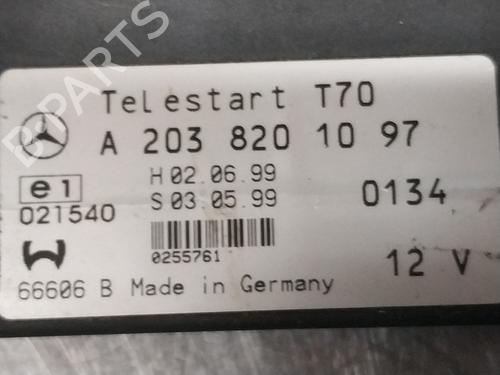 B-PARTS
Telestart T70
A 203 820 10 97
e1
H 02.06.99
021540
S 03.05.99
0134
0255761
12 V
66606 B Made in Germany